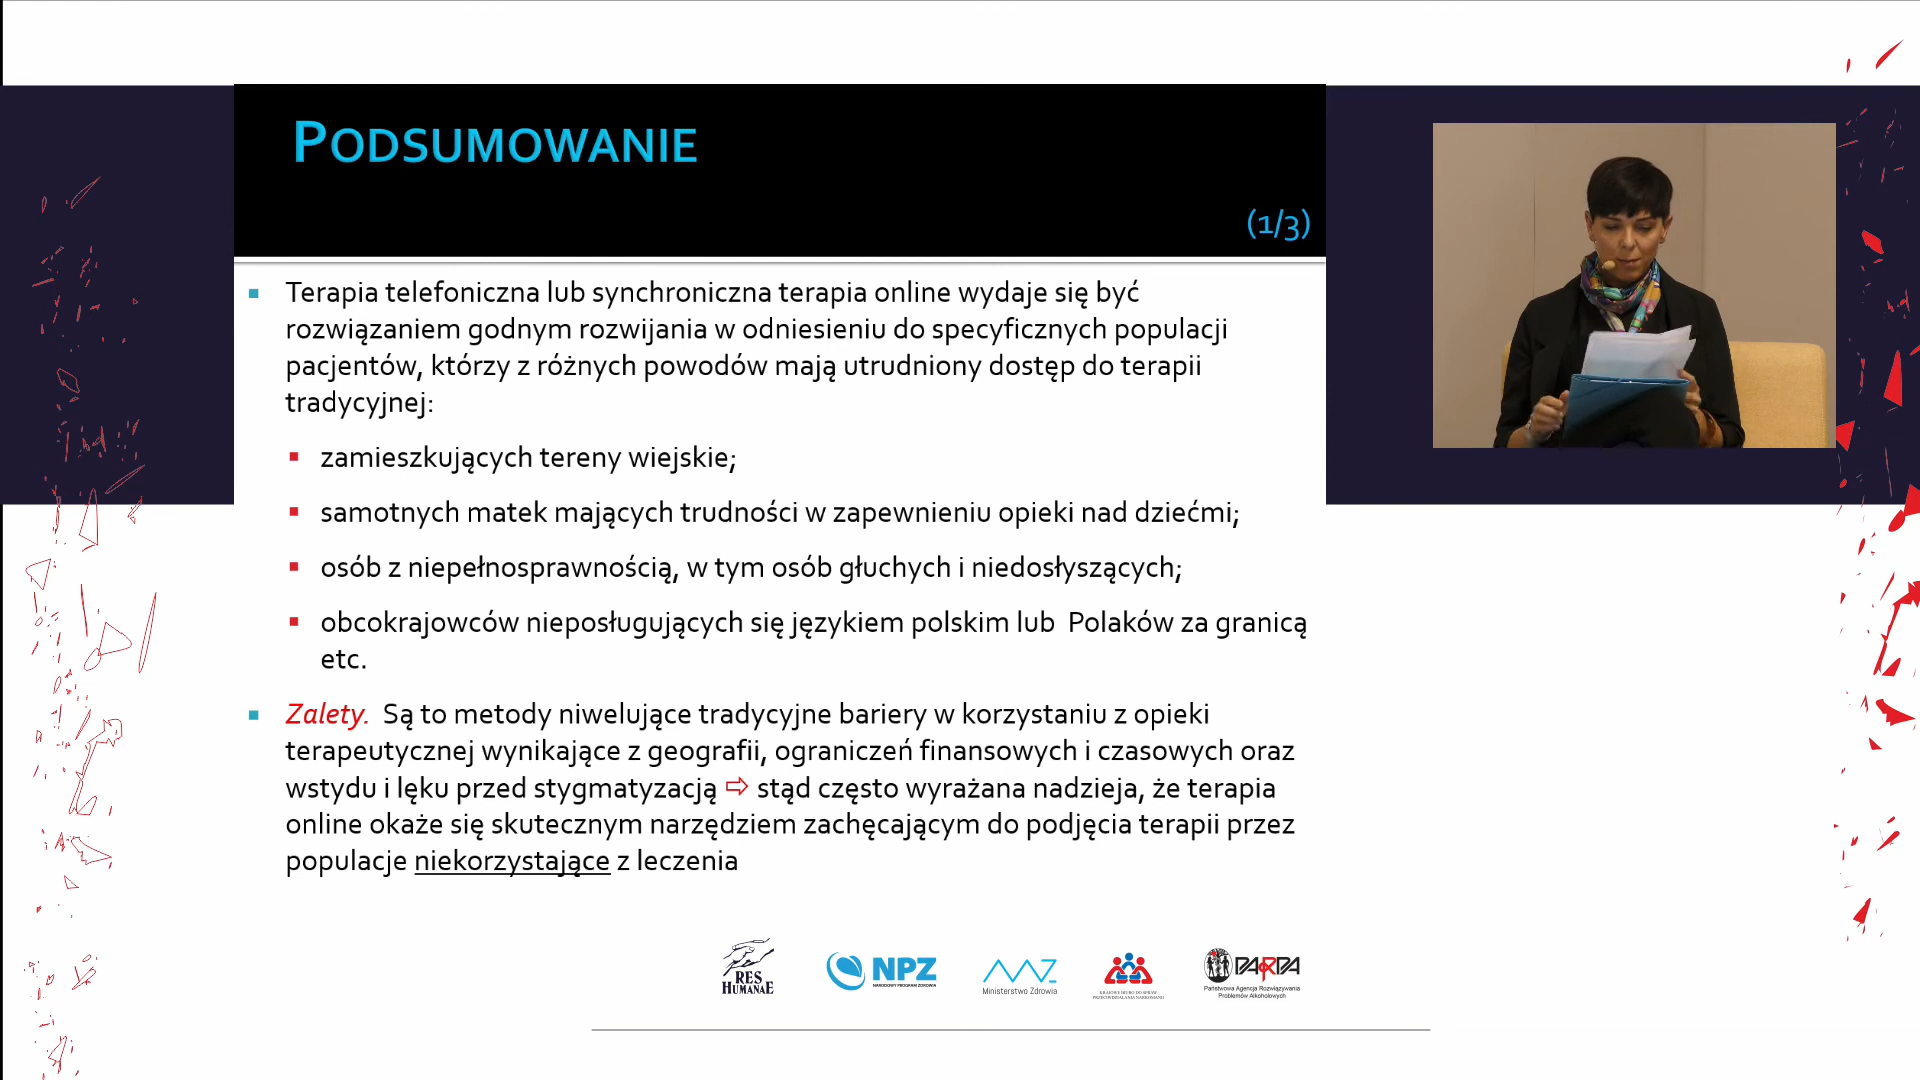 PODSUMOWANIE
(1/3)
Terapia telefoniczna lub synchroniczna terapia online wydaje się być
rozwiązaniem godnym rozwijania w odniesieniu do specyficznych populacji
pacjentów, którzy z różnych powodów mają utrudniony dostęp do terapii
tradycyjnej:
zamieszkujących tereny wiejskie;
samotnych matek mających trudności w zapewnieniu opieki nad dziećmi;
osób z niepełnosprawnością, w tym osób głuchych i niedosłyszących;
obcokrajowców nieposługujących się językiem polskim lub Polaków za granicą
etc.
Zalety. Są to metody niwelujące tradycyjne bariery w korzystaniu z opieki
terapeutycznej wynikające z geografii, ograniczeń finansowych i czasowych oraz
wstydu i lęku przed stygmatyzacją ⇨ stąd często wyrażana nadzieja, że terapia
online okaże się skutecznym narzędziem zachęcającym do podjęcia terapii przez
populacje niekorzystające z leczenia
RES
HUMANAE
NPZ
NARODOWY PROGRAM ZDROWIA
Ministerstwo Zdrowia
KRAJOWE BIURO DO SPRAW
PRZECIWDZIAŁANIA NARKOMANII
PARPA
Państwowa Agencja Rozwiązywania
Problemów Alkoholowych